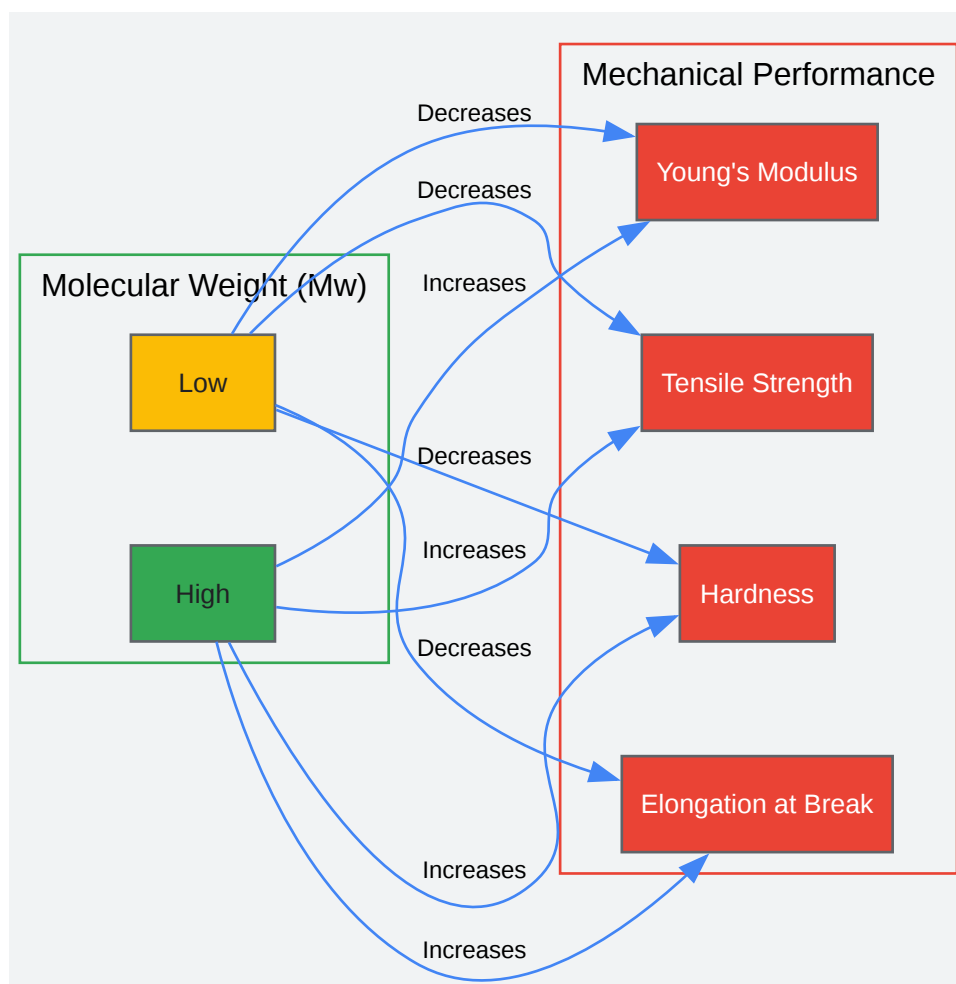 Mechanical Performance
Decreases
Young's Modulus
Decreases
Molecular Weight (Mw)
Increases
Low
Tensile Strength
Decreases
Increases
High
Hardness
Decreases
Elongation at Break
Increases
Increases